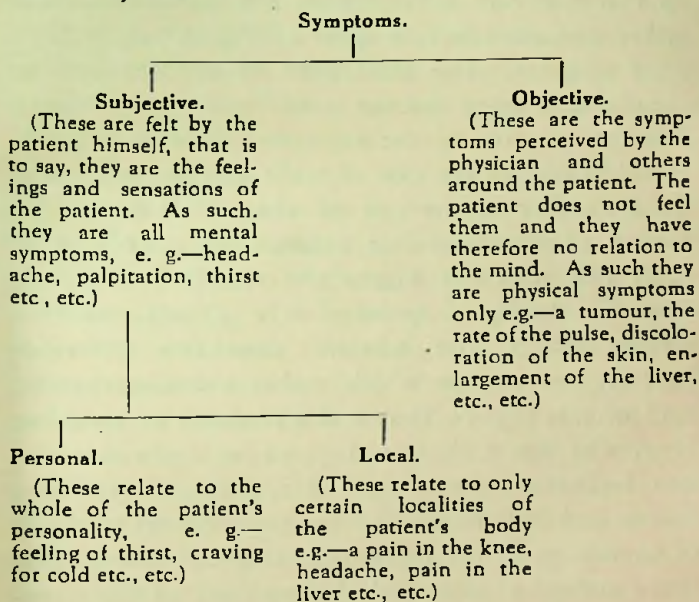 Symptoms.
Subjective.
(These are felt by the
patient himself, that is
to say, they are the feel-
ings and sensations of
the patient. As such.
they are all mental
symptoms, e. g.—head-
ache, palpitation, thirst
etc , etc.)
Objective.
(These are the symp-
toms perceived by the
physician and others
around the patient. The
patient does not feel
them and they have
therefore no relation to
the mind. As such they
are physical symptoms
only e.g.—a tumour, the
rate of the pulse, discolo-
ration of the skin, en-
largement of the liver,
etc., etc.)
Personal.
(These relate to the
whole of the patient's
personality, e. g.—
feeling of thirst, craving
for cold etc., etc.)
Local.
(These relate to only
certain localities of
the patient's body
e.g.—a pain in the knee,
headache, pain in the
liver etc., etc.)